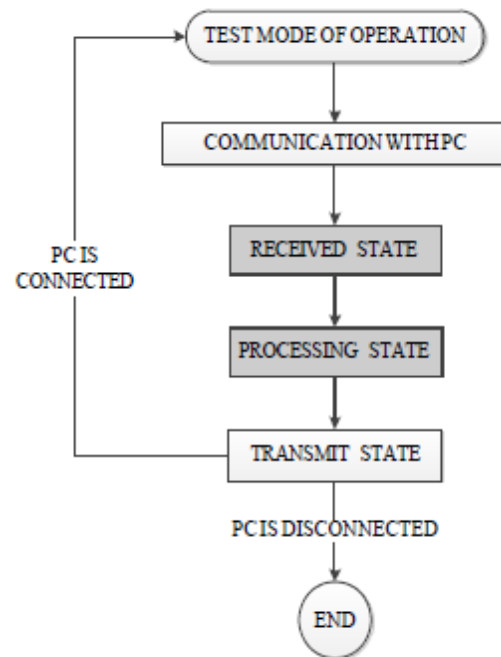 TEST MODE OF OPERATION
COMMUNICATION WITH PC
RECEIVED STATE
PC IS
CONNECTED
PROCESSING STATE
TRANSMIT STATE
PC IS DISCONNECTED
END